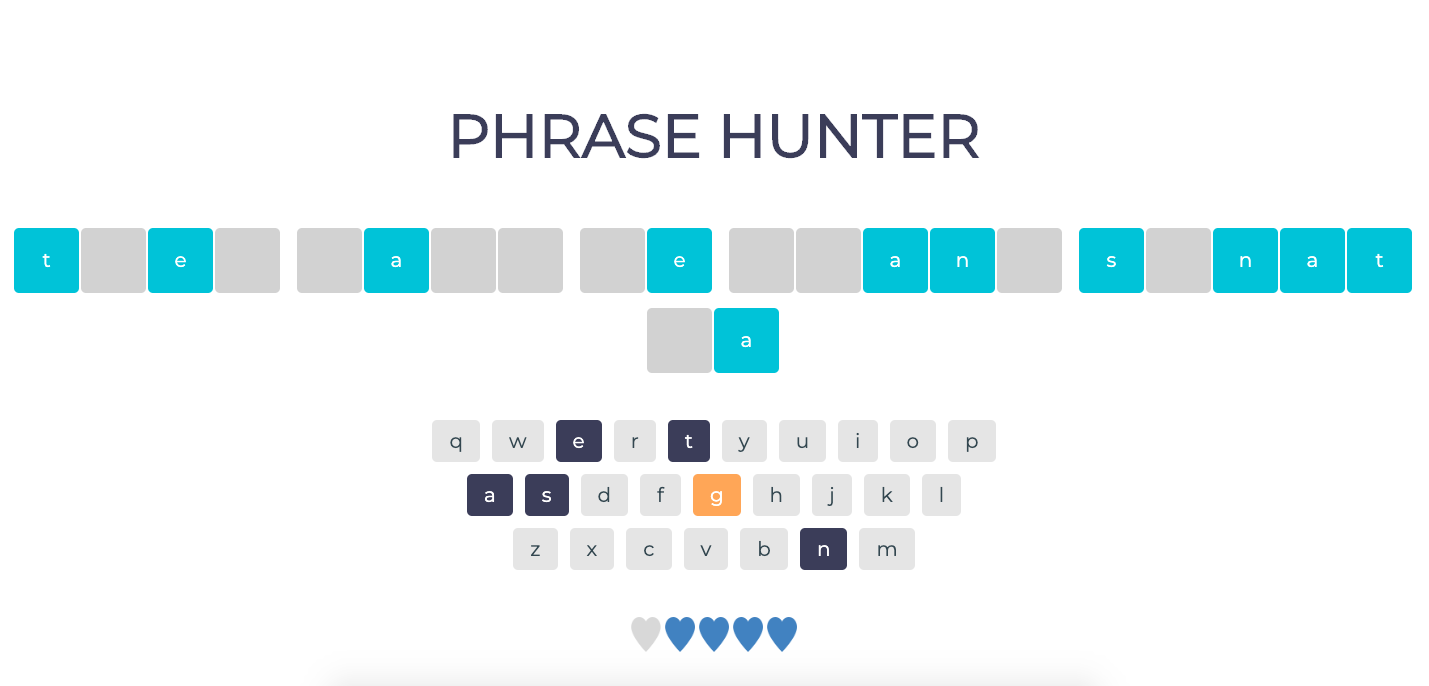 PHRASE HUNTER
t e a e a n s n a t
a
q w e r t y u i o p
a s d f g h j k l
z x c v b n m